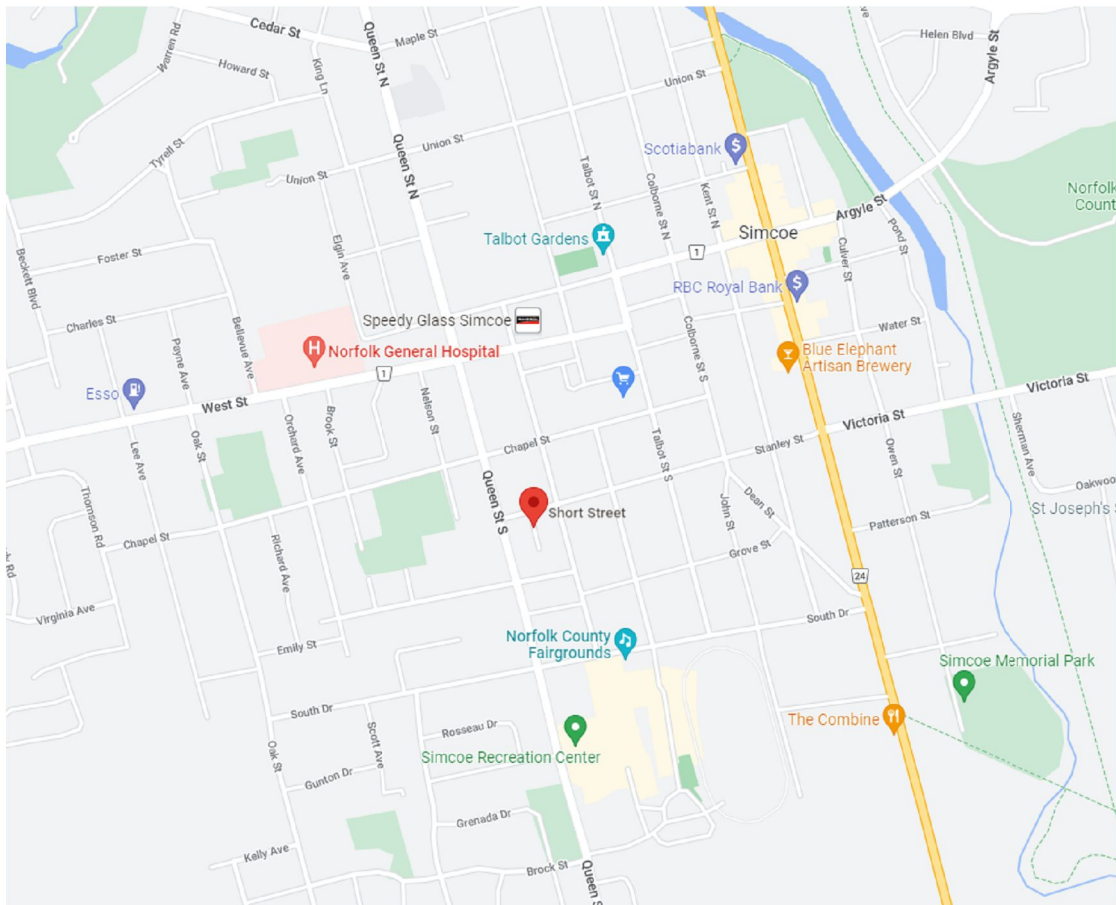 Cedar St
Maple St
Queen St N
Warren Rd
Howard St
King Ln
Union St
Helen Blvd
Argyle St
Tyrell St
Union St
Queen St N
Union St
Scotiabank
Talbot St N
Colborne St N
Kent St N
Argyle St
Norfolk
Count
Beckett Blvd
Foster St
Elgin Ave
Talbot Gardens
1
Simcoe
Culver St
Pond St
RBC Royal Bank
Charles St
Payne Ave
Bellevue Ave
Speedy Glass Simcoe
H
Norfolk General Hospital
1
Colborne St S
Water St
Blue Elephant
Artisan Brewery
Esso
West St
Victoria St
Victoria St
Lee Ave
Oak St
Orchard Ave
Brook St
Nelson St
Chapel St
Talbot St S
Stanley St
Owen St
Sherman Ave
Oakwoo
Thomson Rd
Chapel St
Queen St S
Short Street
John St
Dean St
Patterson St
St Joseph's S
Richard Ave
Grove St
24
Rd
Virginia Ave
Emily St
South Dr
Norfolk County
Fairgrounds
Simcoe Memorial Park
South Dr
Scott Ave
Rosseau Dr
The Combine
Simcoe Recreation Center
Oak St
Gunton Dr
Grenada Dr
Kelly Ave
Brock St
Queen S